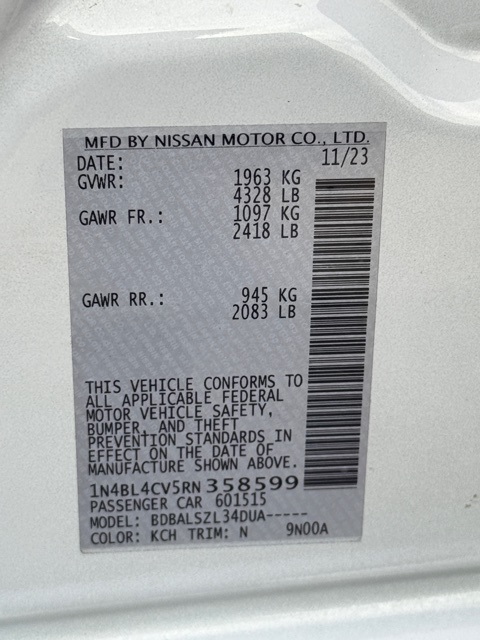 MFD BY NISSAN MOTOR CO., LTD.
DATE: 11/23
GVWR: 1963 KG
4328 LB
GAWR FR.: 1097 KG
2418 LB
GAWR RR.: 945 KG
2083 LB
THIS VEHICLE CONFORMS TO
ALL APPLICABLE FEDERAL
MOTOR VEHICLE SAFETY,
BUMPER, AND THEFT
PREVENTION STANDARDS IN
EFFECT ON THE DATE OF
MANUFACTURE SHOWN ABOVE.
1N4BL4CV5RN 358599
PASSENGER CAR 601515
MODEL: BDBALSZL34DUA-----
COLOR: KCH TRIM: N 9N00A